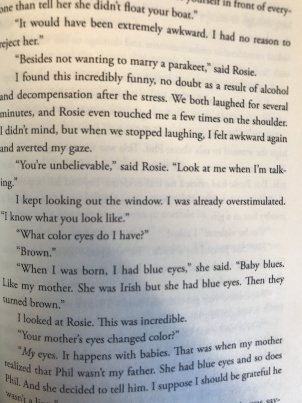 yourself in front of every-
one than tell her she didn't float your boat."
"It would have been extremely awkward. I had no reason to
reject her."
"Besides not wanting to marry a parakeet," said Rosie.
I found this incredibly funny, no doubt as a result of alcohol
and decompensation after the stress. We both laughed for several
minutes, and Rosie even touched me a few times on the shoulder.
I didn't mind, but when we stopped laughing, I felt awkward again
and averted my gaze.
"You're unbelievable," said Rosie. "Look at me when I'm talk-
ing."
I kept looking out the window. I was already overstimulated.
"I know what you look like."
"What color eyes do I have?"
"Brown."
"When I was born, I had blue eyes," she said. "Baby blues.
Like my mother. She was Irish but she had blue eyes. Then they
turned brown."
I looked at Rosie. This was incredible.
"Your mother's eyes changed color?"
"My eyes. It happens with babies. That was when my mother
realized that Phil wasn't my father. She had blue eyes and so does
Phil. And she decided to tell him. I suppose I should be grateful he
wasn't a